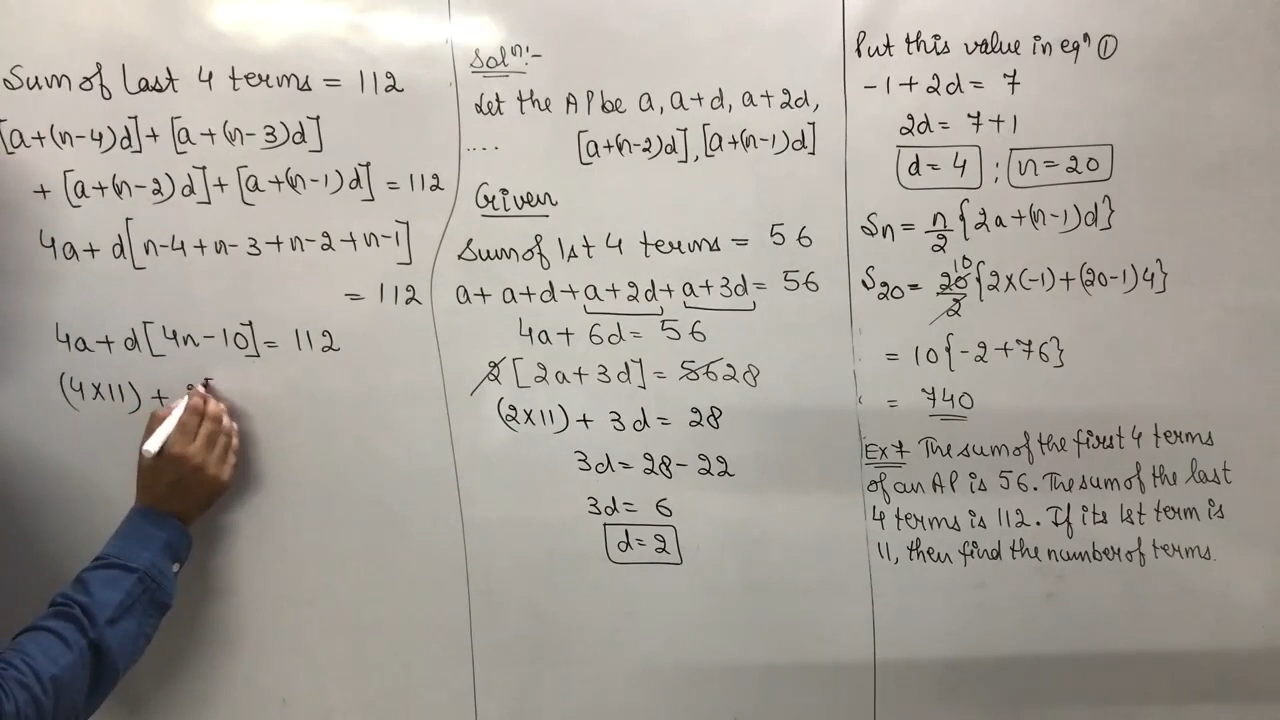 Sum of last 4 terms = 112
[a+(n-4)d]+[a+(n-3)d]
+[a+(n-2)d]+[a+(n-1)d] = 112
4a+d[n-4+n-3+n-2+n-1]
= 112
4a+d[4n-10] = 112
(4×11) +
Solⁿ:-
Let the AP be a, a+d, a+2d,
.... [a+(n-2)d],[a+(n-1)d]
Given
Sum of 1st 4 terms = 56
a+a+d+a+2d+a+3d = 56
4a+6d = 56
2[2a+3d] = 56 28
(2×11) + 3d = 28
3d = 28-22
3d = 6
d=2
Put this value in eqⁿ ①
-1+2d = 7
2d = 7+1
d=4 ; n=20
Sn = n/2 {2a+(n-1)d}
S20 = 20/2 10 {2×(-1)+(20-1)4}
= 10{-2+76}
= 740
Ex 7 The sum of the first 4 terms
of an AP is 56. The sum of the last
4 terms is 112. If its 1st term is
11, then find the number of terms.